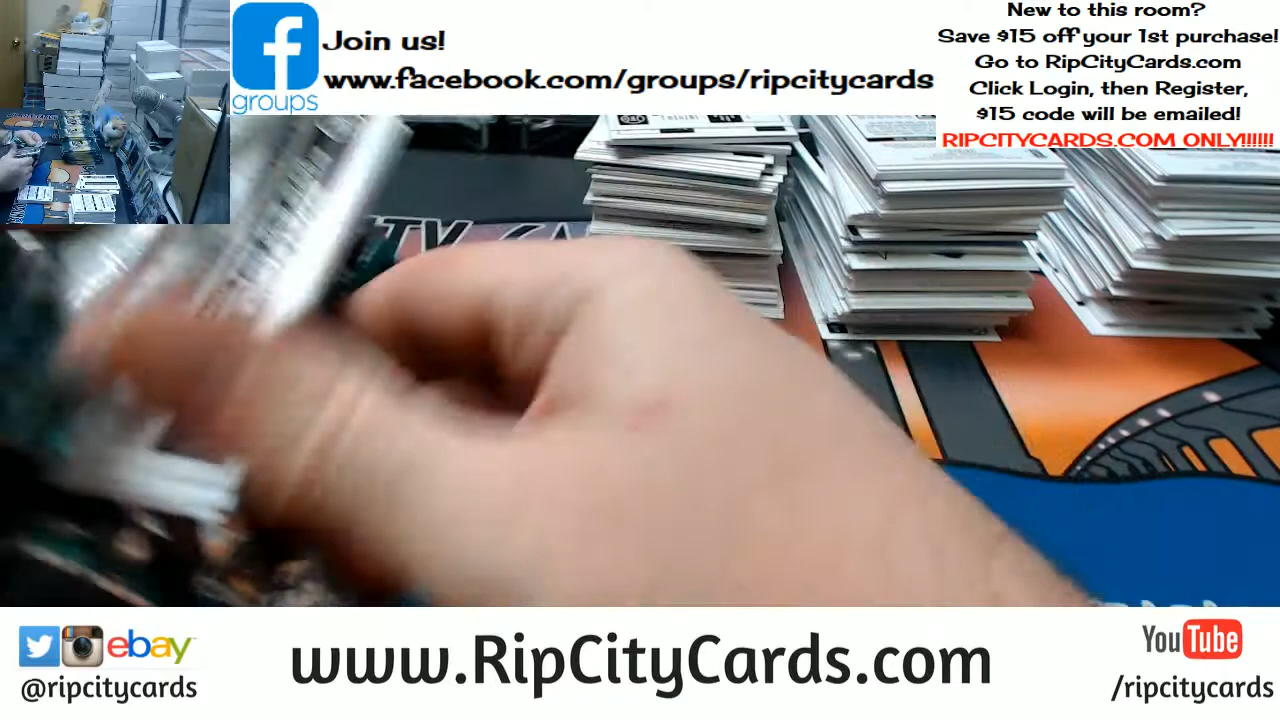 Join us!
www.facebook.com/groups/ripcitycards
groups
New to this room?
Save $15 off your 1st purchase!
Go to RipCityCards.com
Click Login, then Register,
$15 code will be emailed!
RIPCITYCARDS.COM ONLY!!!!!!
ebay
@ripcitycards
www.RipCityCards.com
YouTube
/ripcitycards